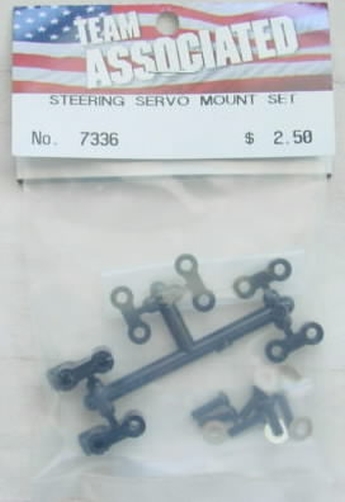 TEAM
ASSOCIATED
STEERING SERVO MOUNT SET
No. 7336 $ 2.50